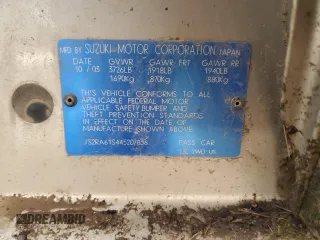 MFD BY SUZUKI MOTOR CORPORATION JAPAN
DATE GVWR GAWR FRT GAWR RR
10 / 03 3726LB 1918LB 1940LB
1690Kg 870Kg 880Kg
THIS VEHICLE CONFORMS TO ALL
APPLICABLE FEDERAL MOTOR
VEHICLE SAFETY,BUMPER AND
THEFT PREVENTION STANDARDS
IN EFFECT ON THE DATE OF
MANUFACTURE SHOWN ABOVE
PASS CAR
DREAMBID